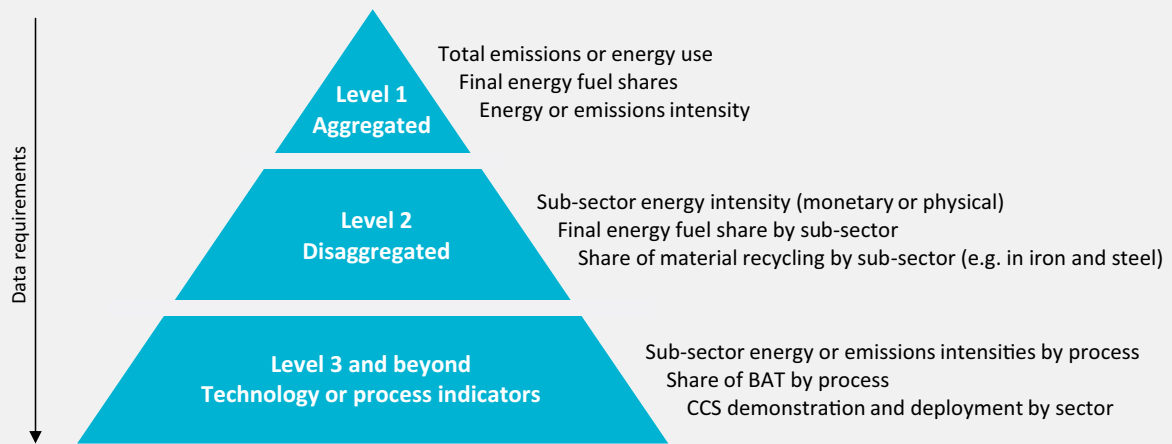 Data requirements
Level 1
Aggregated
Total emissions or energy use
Final energy fuel shares
Energy or emissions intensity
Level 2
Disaggregated
Sub-sector energy intensity (monetary or physical)
Final energy fuel share by sub-sector
Share of material recycling by sub-sector (e.g. in iron and steel)
Level 3 and beyond
Technology or process indicators
Sub-sector energy or emissions intensities by process
Share of BAT by process
CCS demonstration and deployment by sector